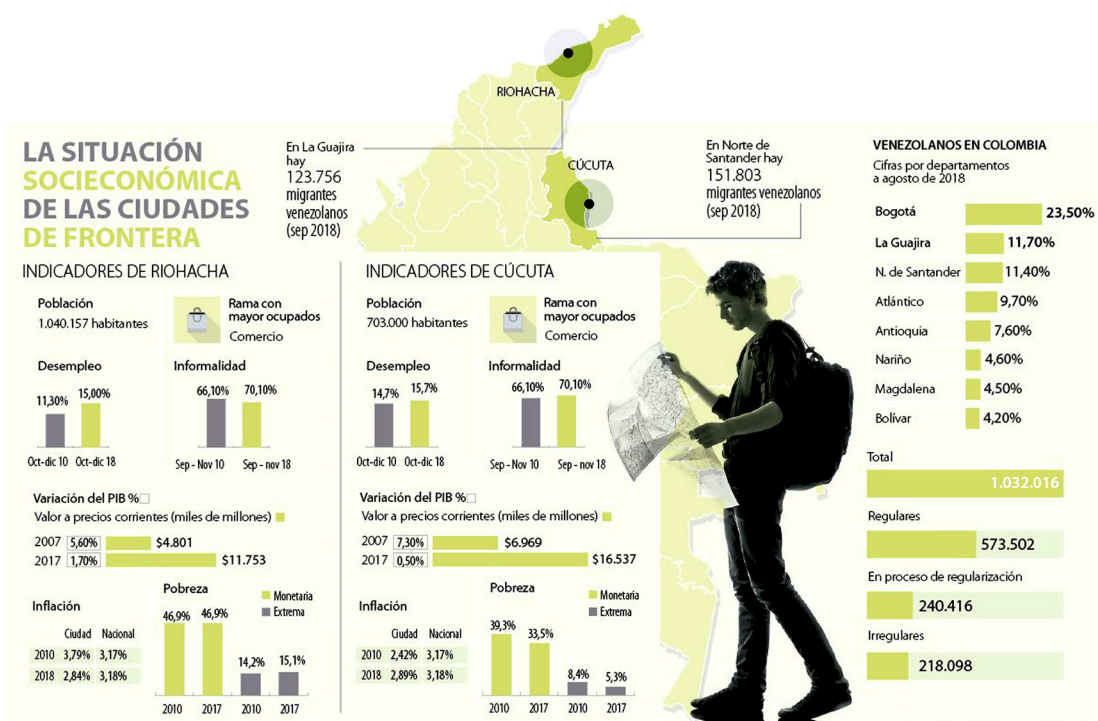 LA SITUACIÓN
SOCIECONÓMICA
DE LAS CIUDADES
DE FRONTERA
RIOHACHA
En La Guajira
hay
123.756
migrantes
venezolanos
(sep 2018)
CÚCUTA
En Norte de
Santander hay
151.803
migrantes venezolanos
(sep 2018)
INDICADORES DE RIOHACHA
Población
1.040.157 habitantes
Rama con
mayor ocupados
Comercio
Desempleo
11,30% 15,00%
Oct-dic 10 Oct-dic 18
Informalidad
66,10% 70,10%
Sep - Nov 10 Sep - nov 18
Variación del PIB %
Valor a precios corrientes (miles de millones)
2007 5,60% $4.801
2017 1,70% $11.753
Inflación
Ciudad Nacional
2010 3,79% 3,17%
2018 2,84% 3,18%
Pobreza
Monetaria
Extrema
46,9% 46,9% 14,2% 15,1%
2010 2017 2010 2017
INDICADORES DE CÚCUTA
Población
703.000 habitantes
Rama con
mayor ocupados
Comercio
Desempleo
14,7% 15,7%
Oct-dic 10 Oct-dic 18
Informalidad
66,10% 70,10%
Sep - Nov 10 Sep - nov 18
Variación del PIB %
Valor a precios corrientes (miles de millones)
2007 7,30% $6.969
2017 0,50% $16.537
Inflación
Ciudad Nacional
2010 2,42% 3,17%
2018 2,89% 3,18%
Pobreza
Monetaria
Extrema
39,3% 33,5% 8,4% 5,3%
2010 2017 2010 2017
VENEZOLANOS EN COLOMBIA
Cifras por departamentos
a agosto de 2018
Bogotá 23,50%
La Guajira 11,70%
N. de Santander 11,40%
Atlántico 9,70%
Antioquia 7,60%
Nariño 4,60%
Magdalena 4,50%
Bolívar 4,20%
Total
1.032.016
Regulares
573.502
En proceso de regularización
240.416
Irregulares
218.098